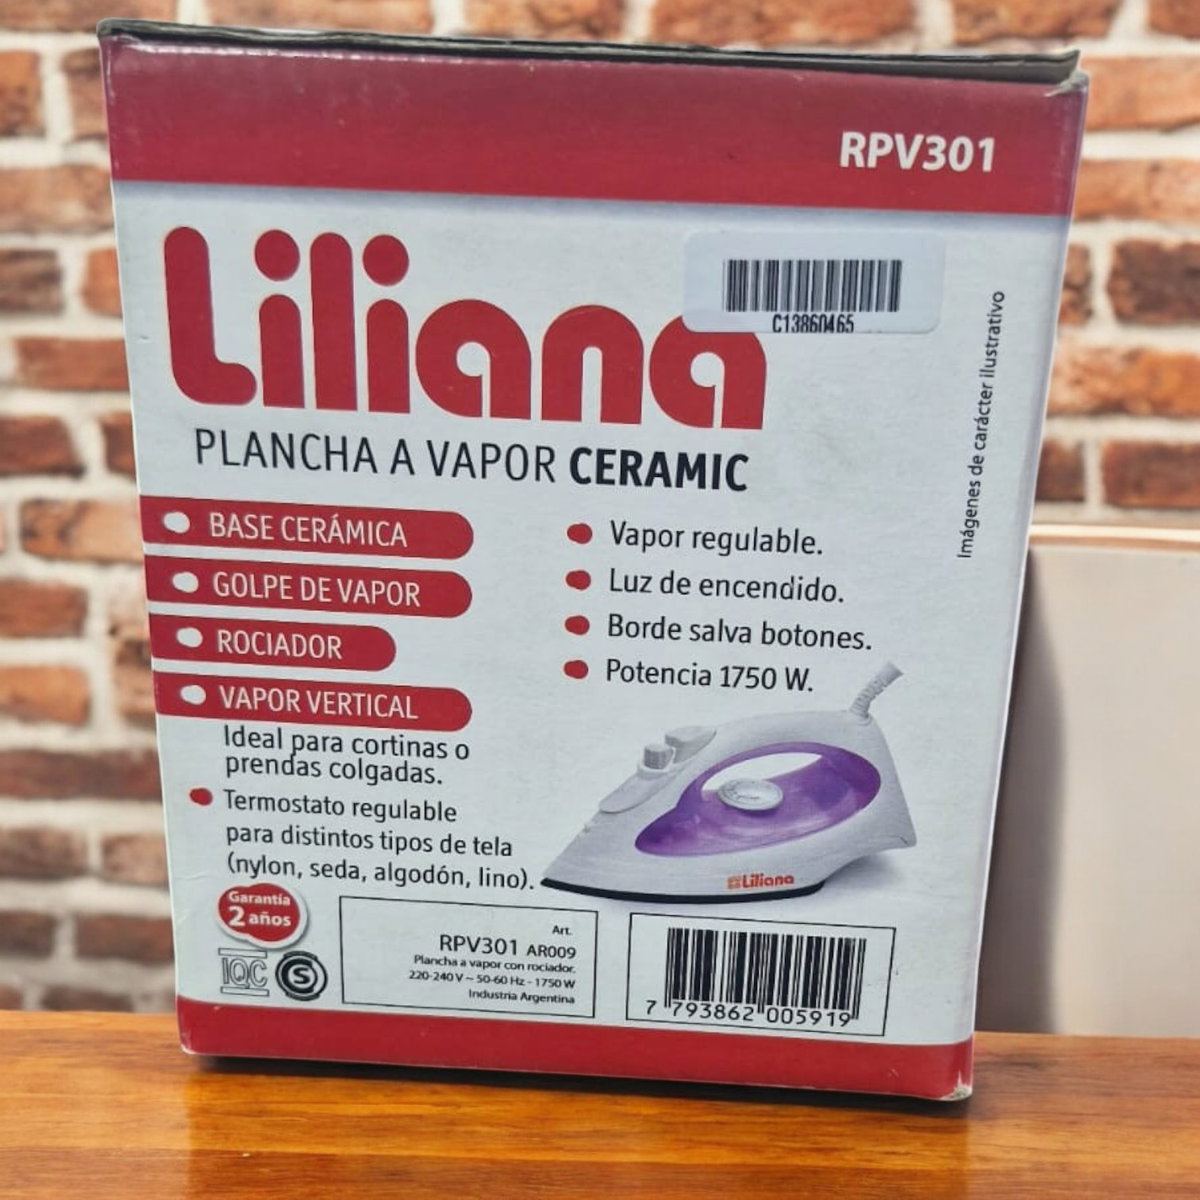 RPV301
Liliana
C13860465
PLANCHA A VAPOR CERAMIC
BASE CERÁMICA
GOLPE DE VAPOR
ROCIADOR
VAPOR VERTICAL
Ideal para cortinas o
prendas colgadas.
Termostato regulable
para distintos tipos de tela
(nylon, seda, algodón, lino).
Vapor regulable.
Luz de encendido.
Borde salva botones.
Potencia 1750 W.
Imágenes de carácter ilustrativo
Liliana
Garantía
2 años
IQC
S
Art.
RPV301 AR009
Plancha a vapor con rociador.
220-240 V ~ 50-60 Hz - 1750 W
Industria Argentina
7 793862 005919